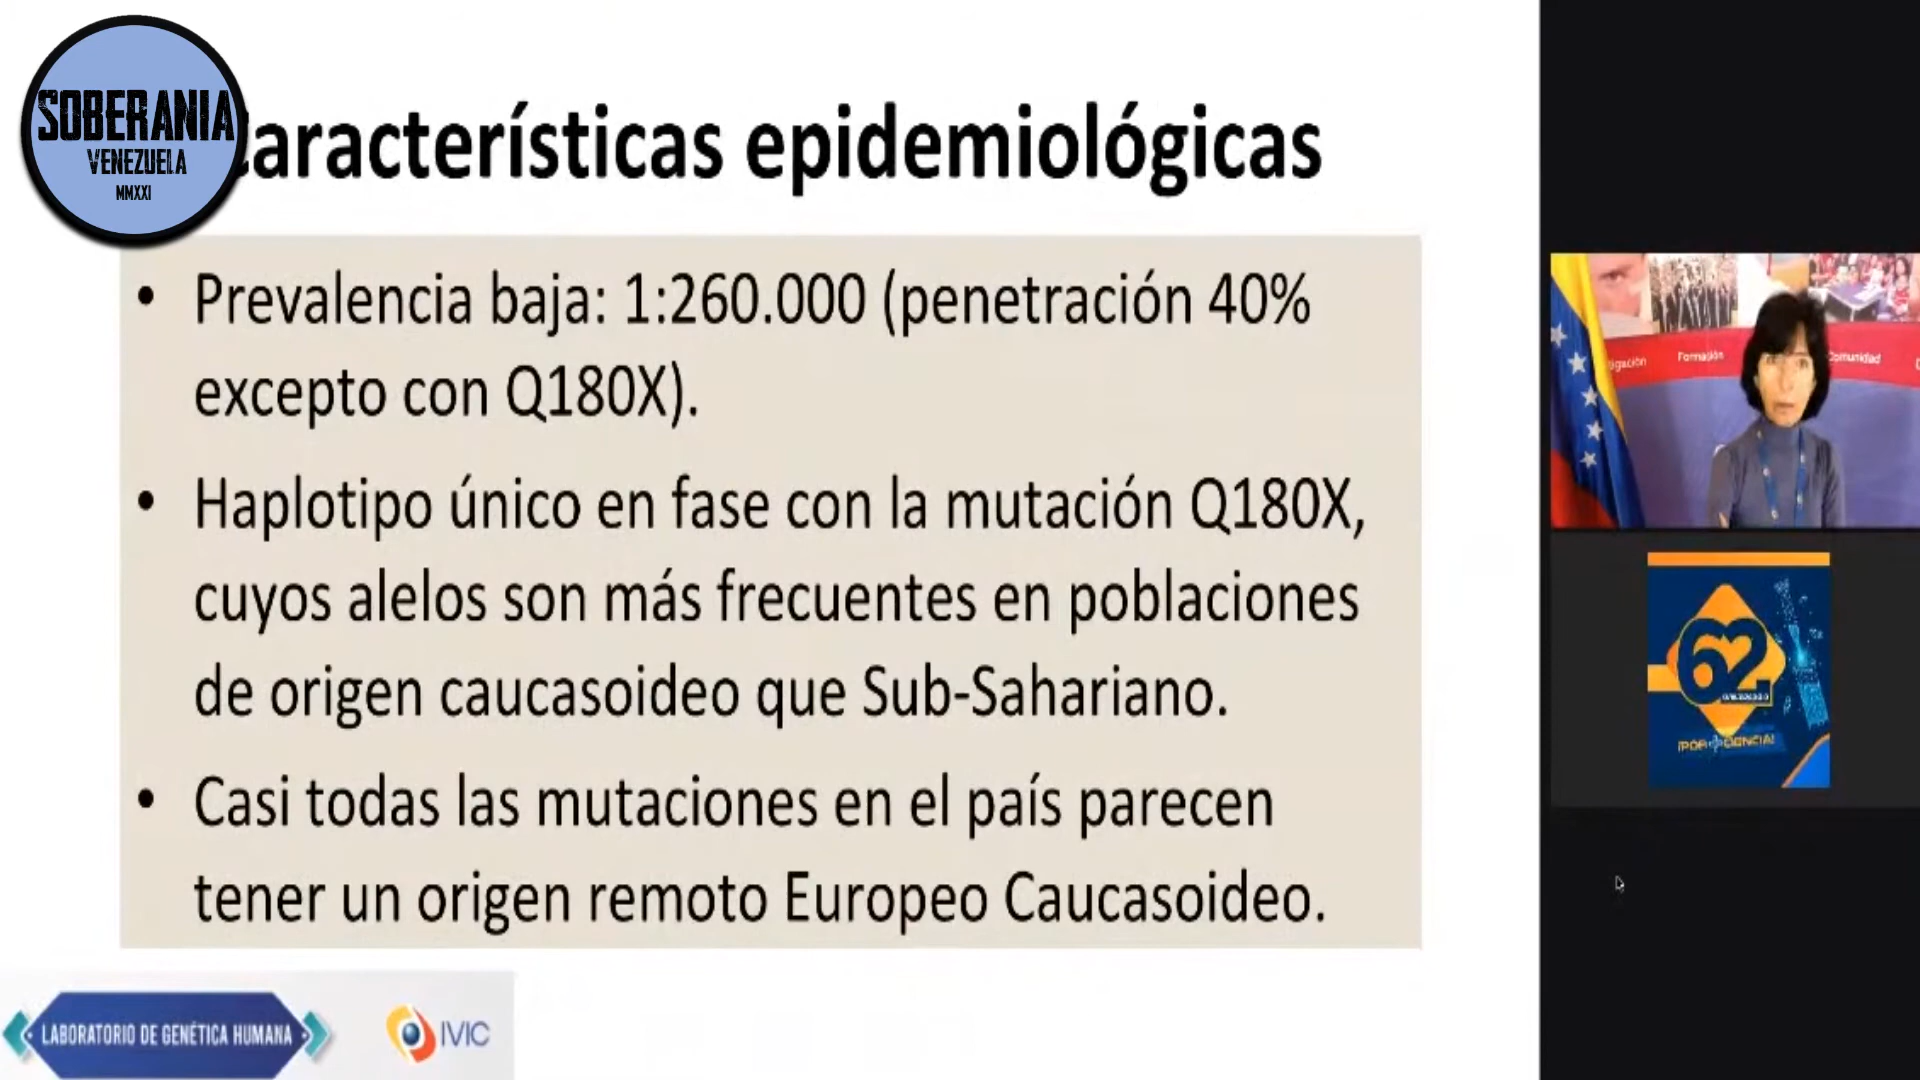 SOBERANIA
VENEZUELA
MMXXI
características epidemiológicas
• Prevalencia baja: 1:260.000 (penetración 40%
excepto con Q180X).
• Haplotipo único en fase con la mutación Q180X,
cuyos alelos son más frecuentes en poblaciones
de origen caucasoideo que Sub-Sahariano.
• Casi todas las mutaciones en el país parecen
tener un origen remoto Europeo Caucasoideo.
LABORATORIO DE GENÉTICA HUMANA
IVIC
Formación
Comunidad
62
¡POR + CIENCIA!